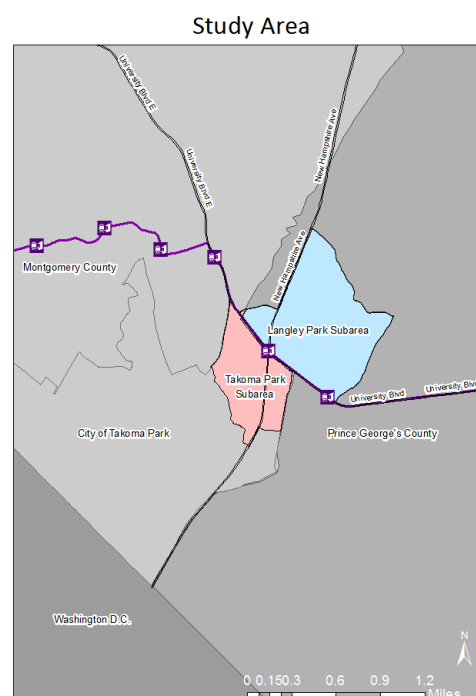 Study Area
University Blvd E
University Blvd E
New Hampshire Ave
New Hampshire Ave
Montgomery County
Langley Park Subarea
Takoma Park
Subarea
University Blvd
University Blvd
City of Takoma Park
Prince George's County
Washington D.C.
N
0 0.15 0.3 0.6 0.9 1.2
Miles